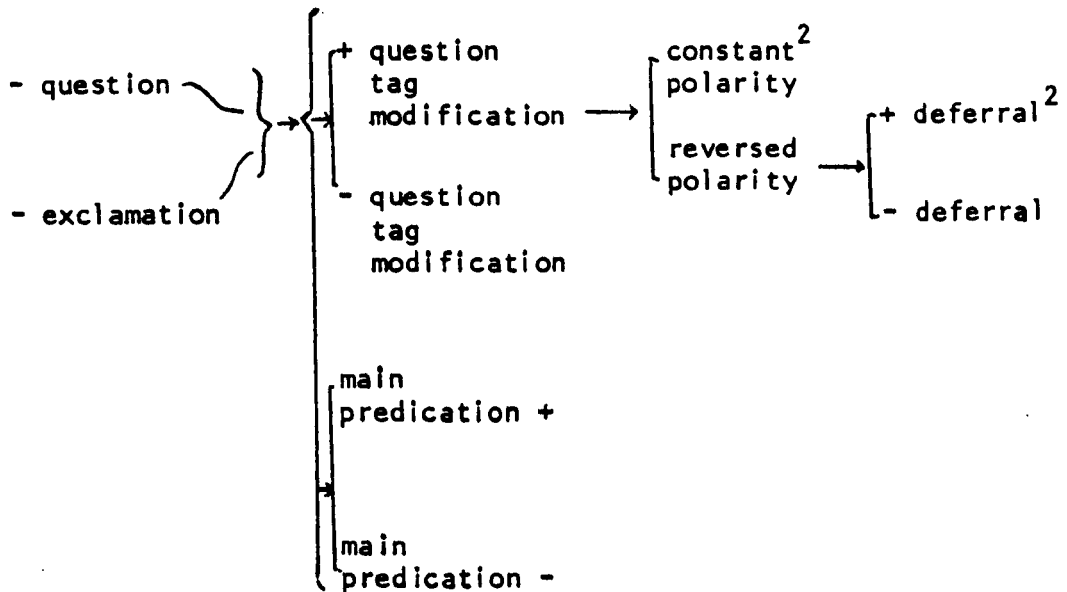 - question
- exclamation
+ question
tag
modification
- question
tag
modification
constant²
polarity
reversed
polarity
+ deferral²
- deferral
main
predication +
main
predication -